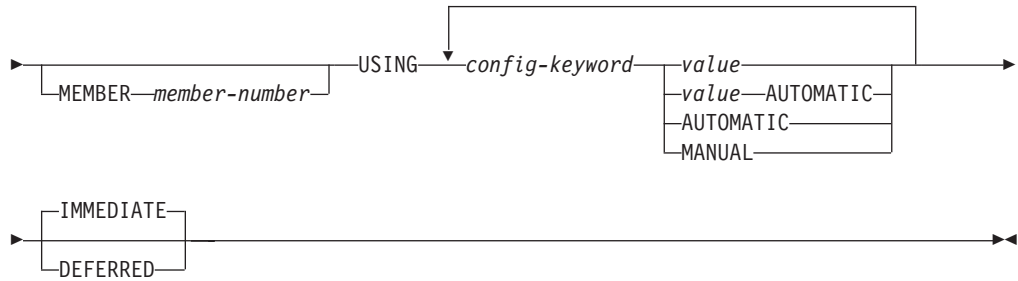 USING config-keyword value
MEMBER member-number value AUTOMATIC
AUTOMATIC
MANUAL
IMMEDIATE
DEFERRED